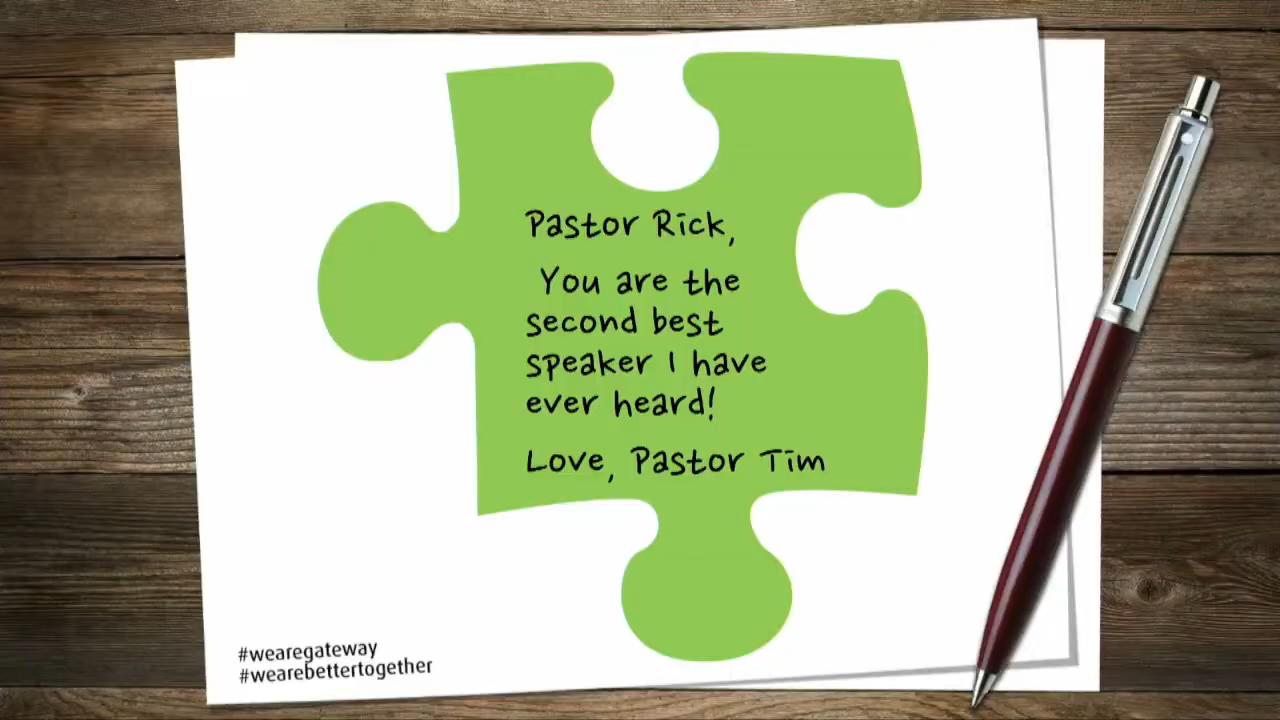 Pastor Rick,
You are the
second best
speaker I have
ever heard!
Love, Pastor Tim
#wearegateway
#wearebettertogether